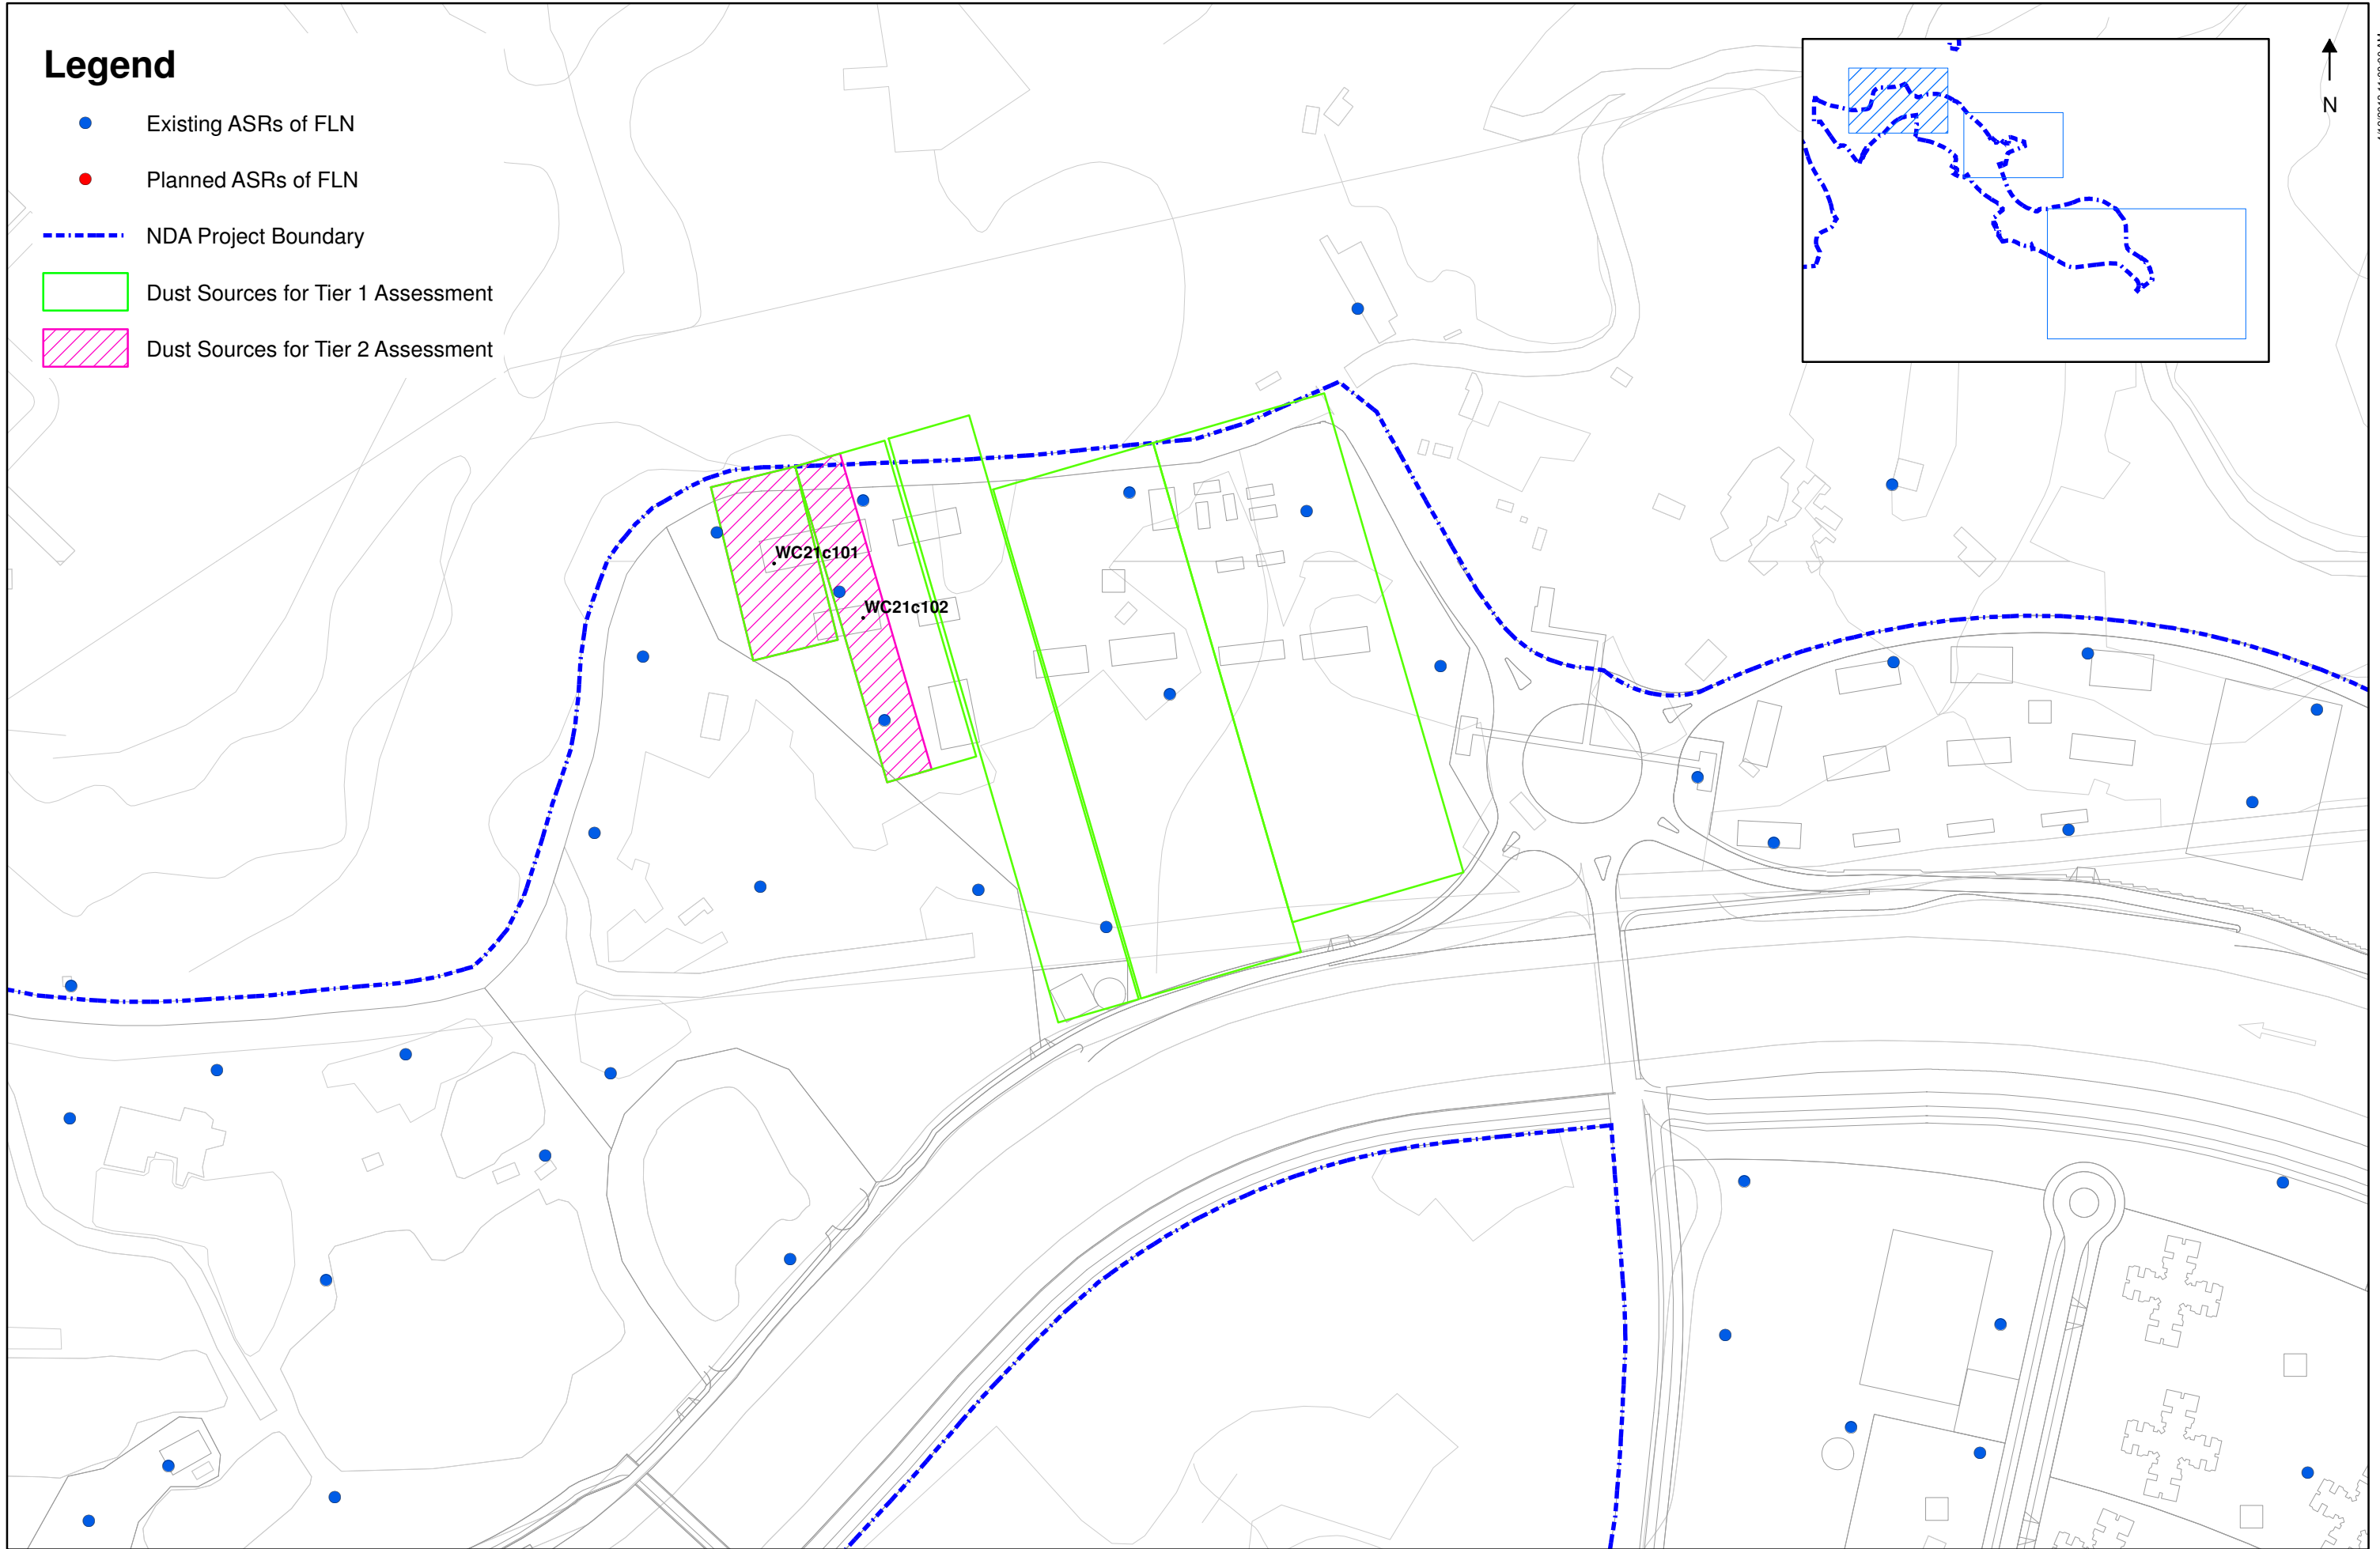 Legend
Existing ASRs of FLN
Planned ASRs of FLN
NDA Project Boundary
Dust Sources for Tier 1 Assessment
Dust Sources for Tier 2 Assessment
N
WC21c101
WC21c102